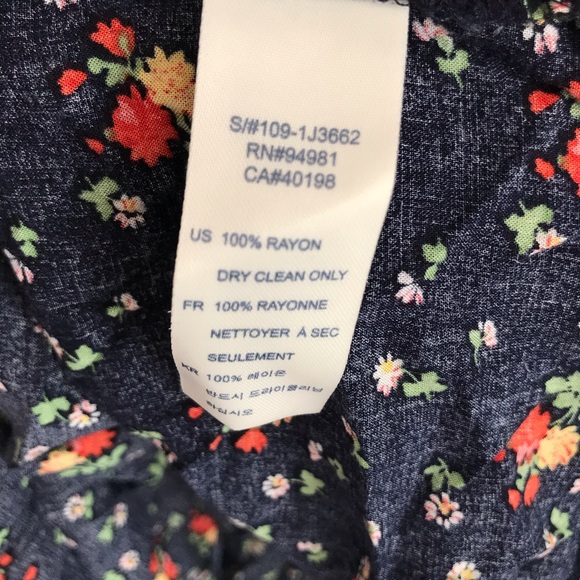 S/#109-1J3662
RN#94981
CA#40198
US 100% RAYON
DRY CLEAN ONLY
FR 100% RAYONNE
NETTOYER À SEC
SEULEMENT
KR 100% 레이온
반드시 드라이클리닝
하십시오